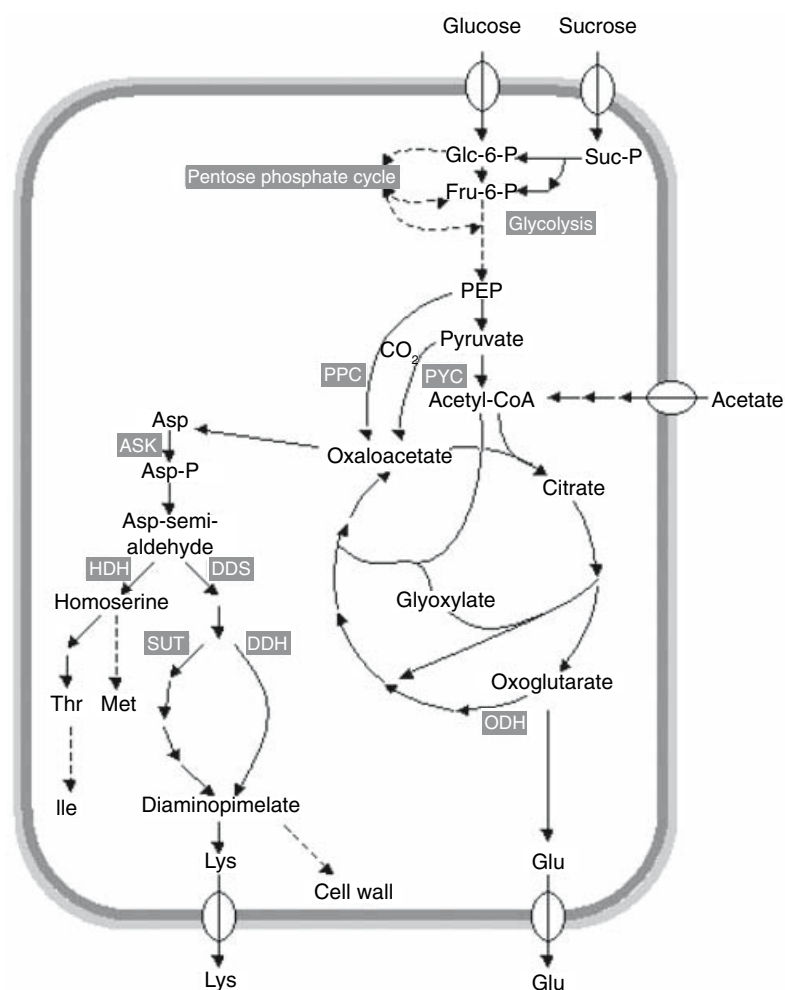 Glucose Sucrose
Glc-6-P Suc-P
Pentose phosphate cycle
Fru-6-P
Glycolysis
PEP
CO2 Pyruvate
PPC PYC
Acetyl-CoA Acetate
Asp
ASK
Oxaloacetate
Asp-P
Citrate
Asp-semi-
aldehyde
HDH DDS
Homoserine Glyoxylate
SUT DDH
Oxoglutarate
Thr Met
ODH
Ile Diaminopimelate
Lys Glu
Cell wall
Lys Glu